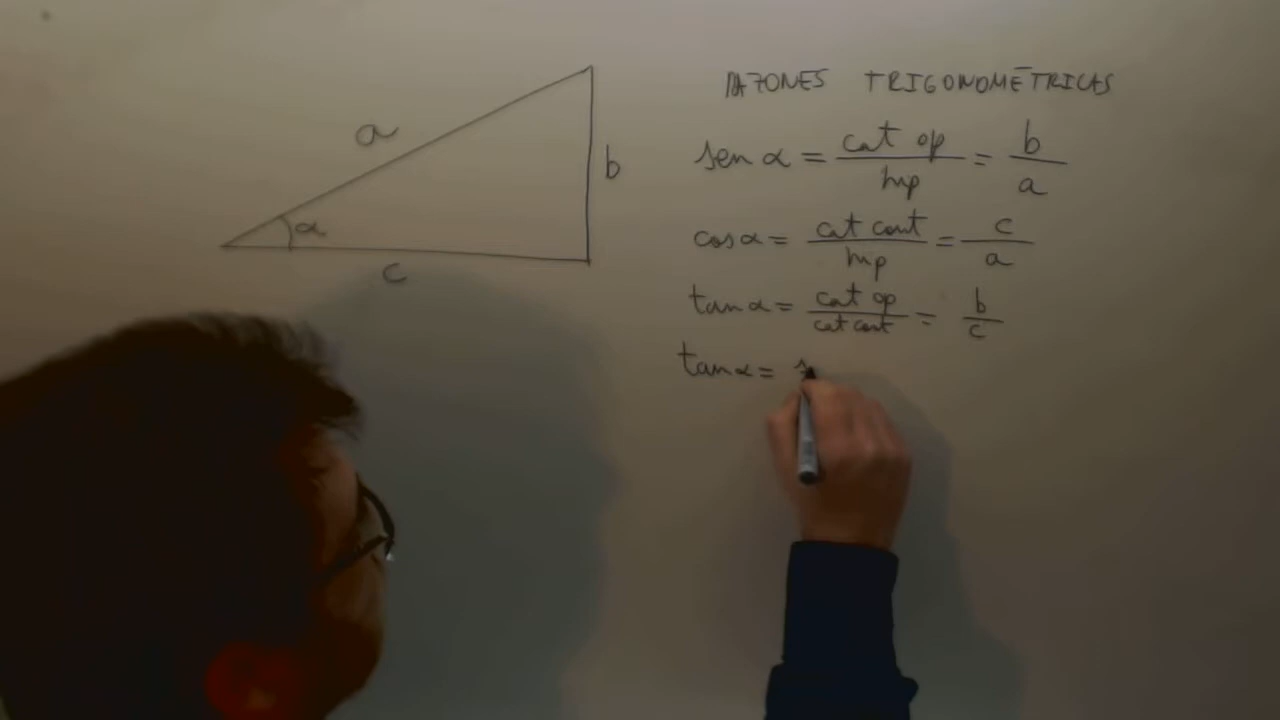 RAZONES TRIGONOMÉTRICAS
a
b
α
c
sen α = cat op / hip = b / a
cos α = cat cont / hip = c / a
tan α = cat op / cat cont = b / c
tan α = s